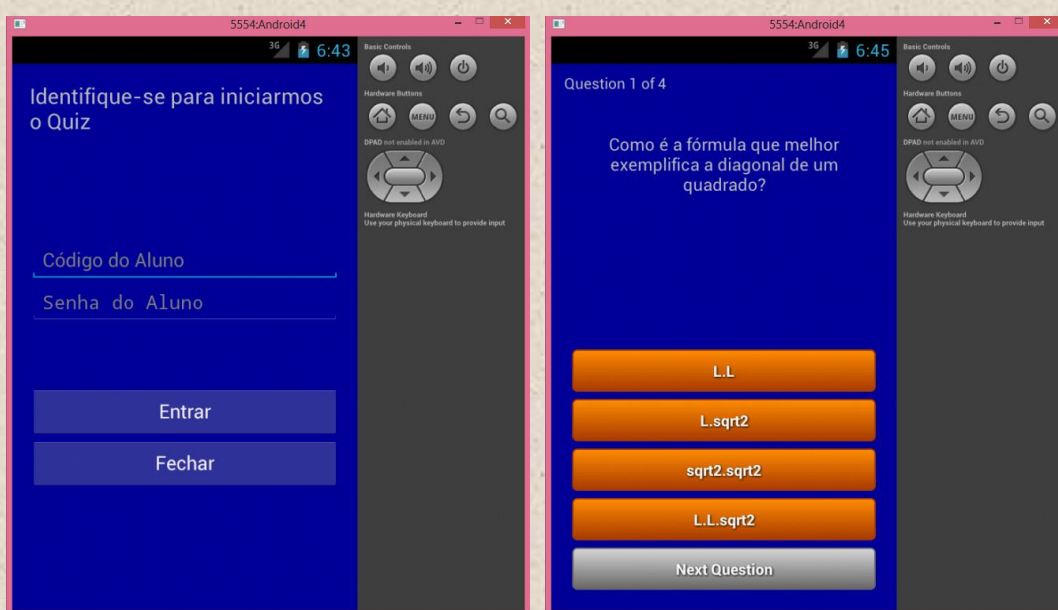 5554:Android4
3G 6:43
Identifique-se para iniciarmos
o Quiz
Código do Aluno
Senha do Aluno
Entrar
Fechar
Basic Controls
Hardware Buttons
MENU
DPAD not enabled in AVD
Hardware Keyboard
Use your physical keyboard to provide input
5554:Android4
3G 6:45
Question 1 of 4
Como é a fórmula que melhor
exemplifica a diagonal de um
quadrado?
L.L
L.sqrt2
sqrt2.sqrt2
L.L.sqrt2
Next Question
Basic Controls
Hardware Buttons
MENU
DPAD not enabled in AVD
Hardware Keyboard
Use your physical keyboard to provide input